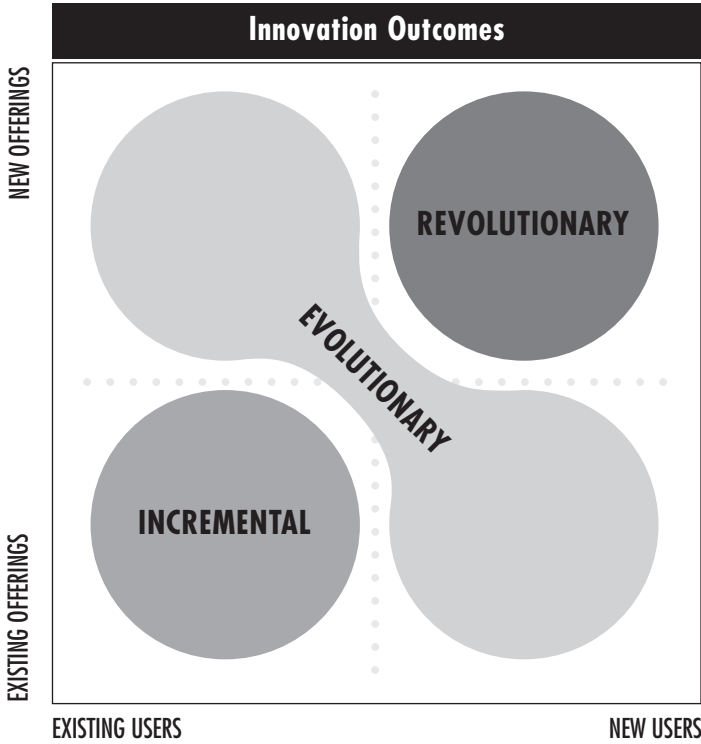 Innovation Outcomes
NEW OFFERINGS
REVOLUTIONARY
EVOLUTIONARY
INCREMENTAL
EXISTING OFFERINGS
EXISTING USERS
NEW USERS